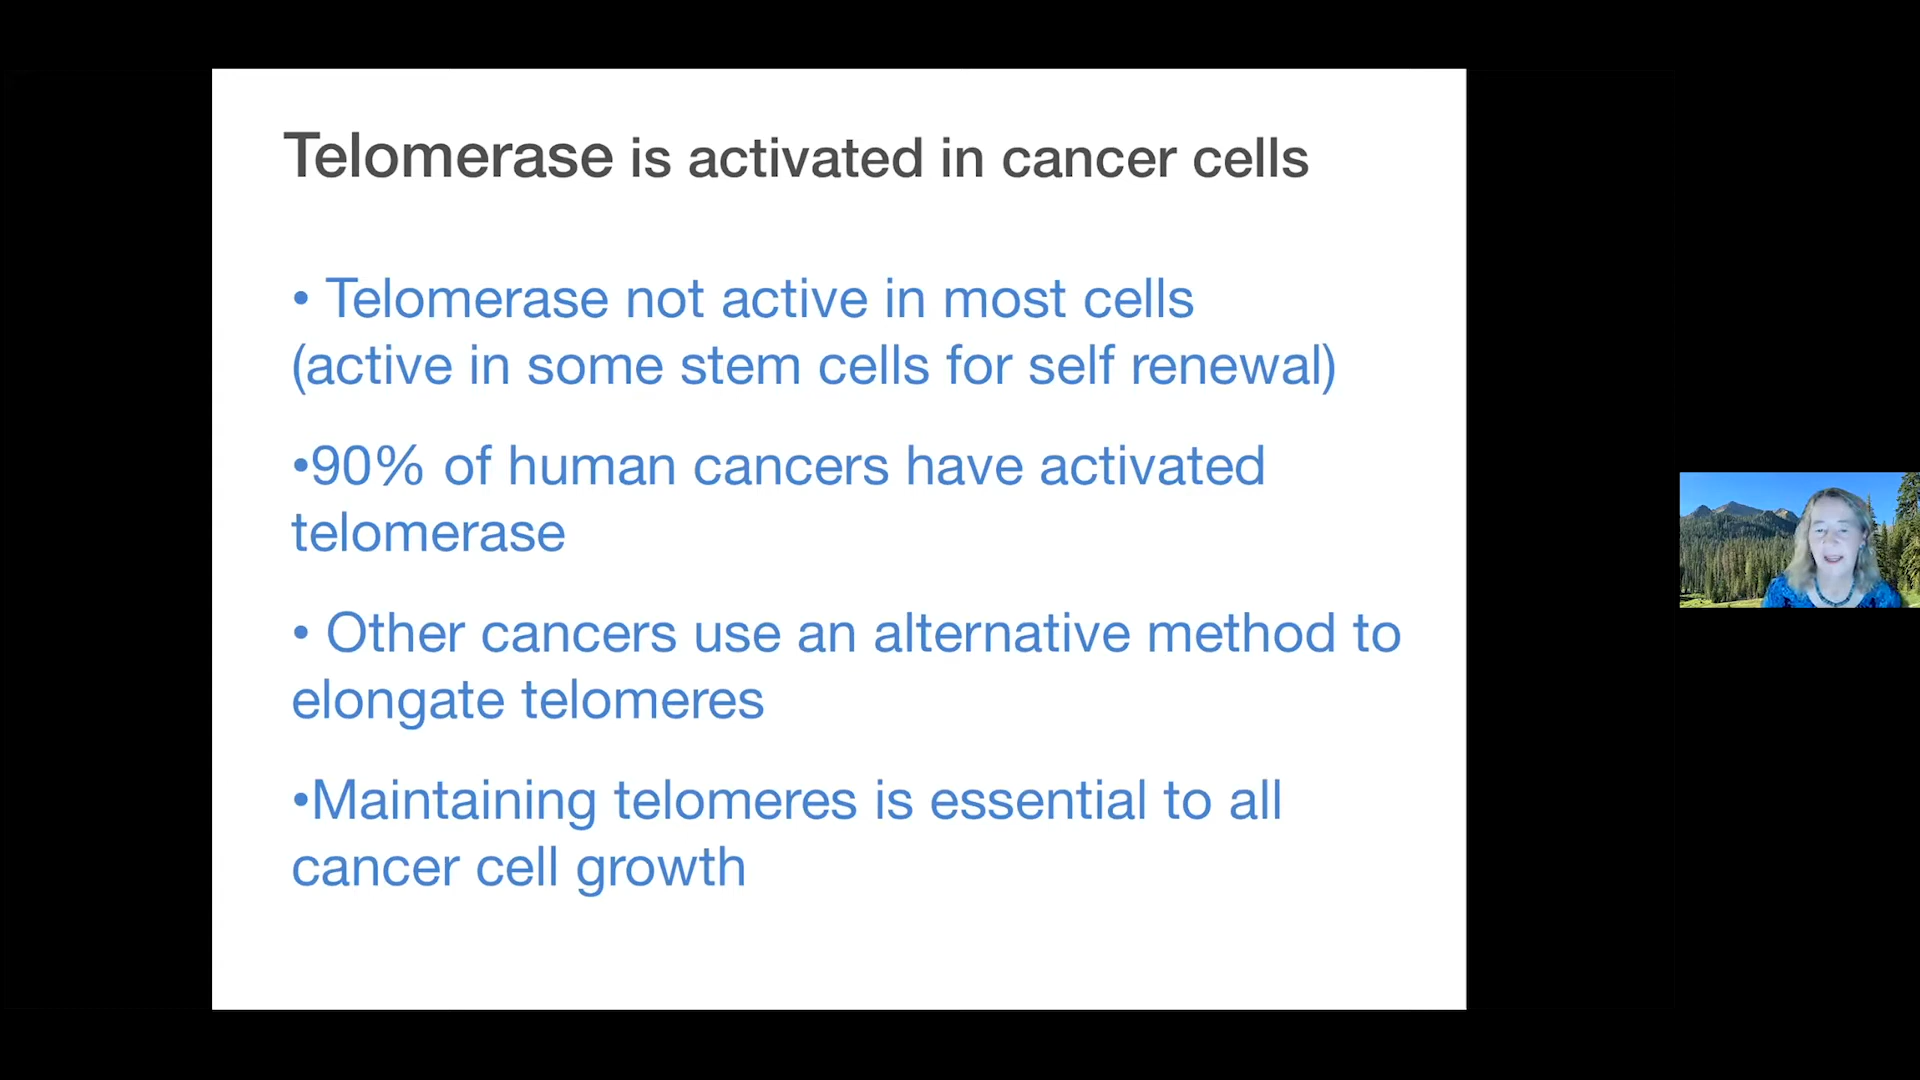 Telomerase is activated in cancer cells
• Telomerase not active in most cells
(active in some stem cells for self renewal)
•90% of human cancers have activated
telomerase
• Other cancers use an alternative method to
elongate telomeres
•Maintaining telomeres is essential to all
cancer cell growth